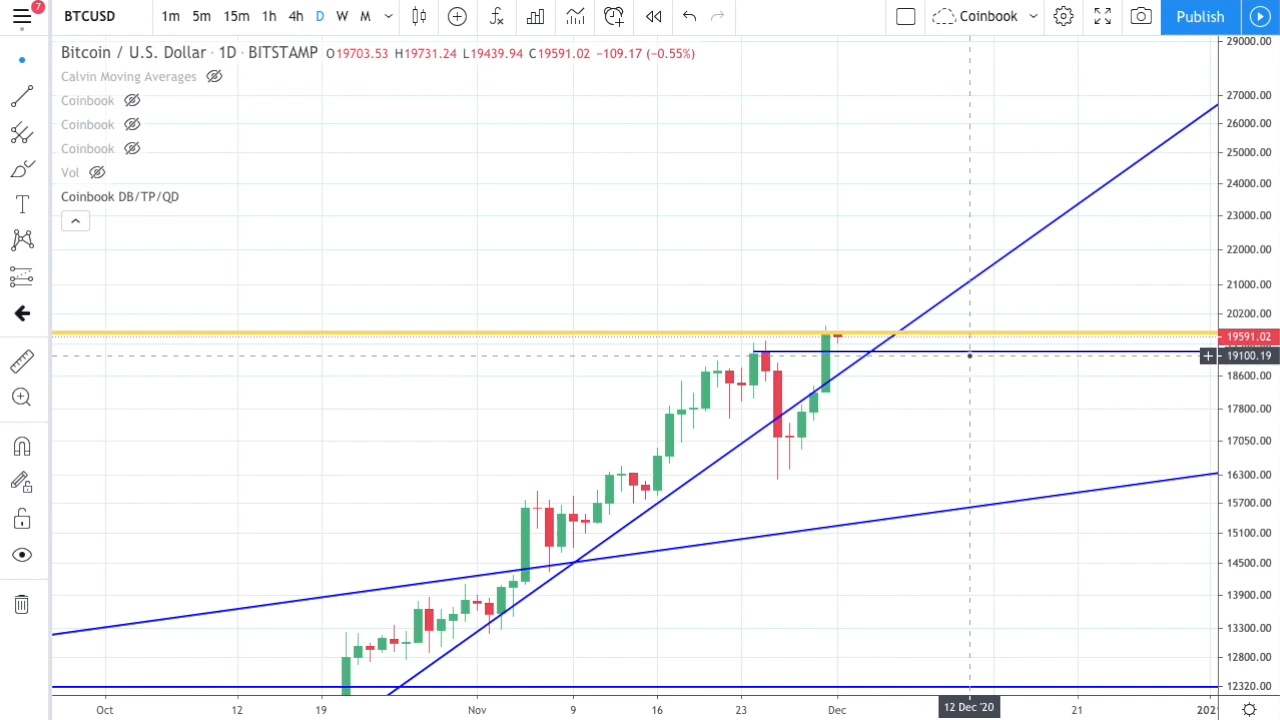 7
BTCUSD 1m 5m 15m 1h 4h D W M Coinbook Publish
Bitcoin / U.S. Dollar · 1D · BITSTAMP O19703.53 H19731.24 L19439.94 C19591.02 −109.17 (−0.55%)
Calvin Moving Averages
Coinbook
Coinbook
Coinbook
Vol
Coinbook DB/TP/QD
29000.00
27000.00
26000.00
25000.00
24000.00
23000.00
22000.00
21000.00
20200.00
19591.02
19100.19
18600.00
17800.00
17050.00
16300.00
15700.00
15100.00
14500.00
13900.00
13300.00
12800.00
12320.00
Oct 12 19 Nov 9 16 23 Dec 12 Dec '20 21